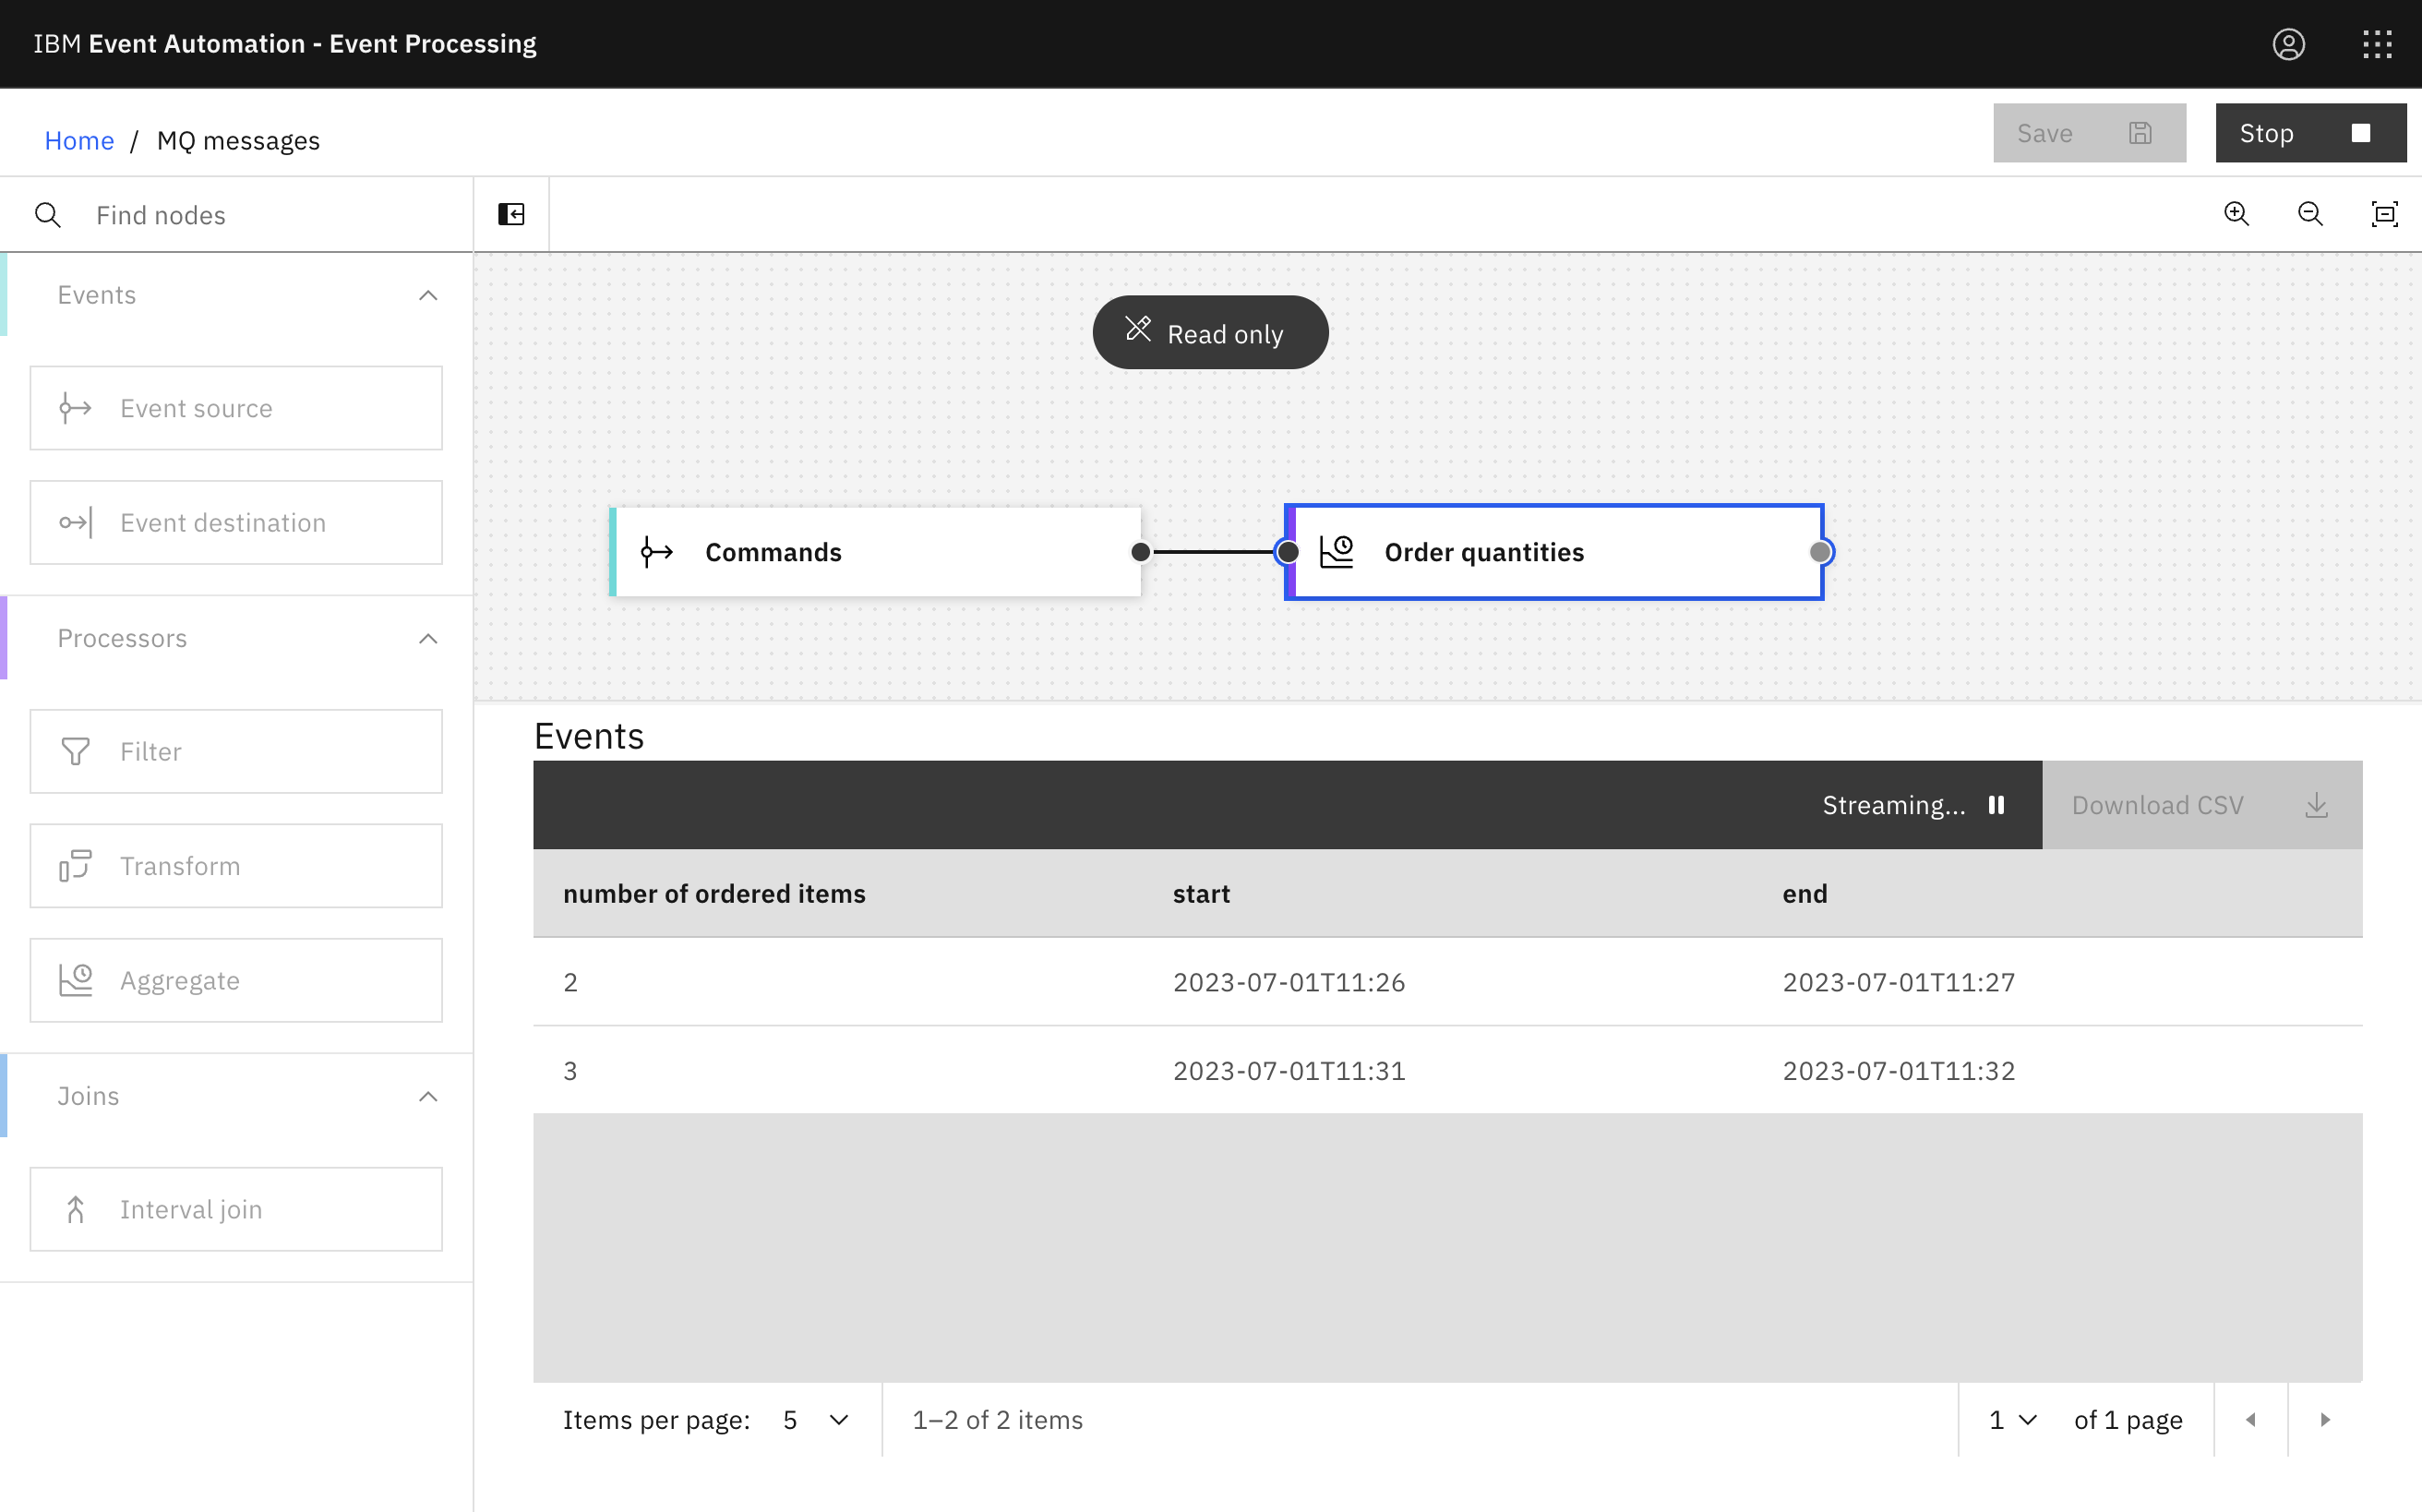 IBM Event Automation - Event Processing
Home / MQ messages
Save
Stop
Find nodes
Events
Event source
Event destination
Processors
Filter
Transform
Aggregate
Joins
Interval join
Read only
Commands
Order quantities
Events
Streaming...
Download CSV
number of ordered items start end
2 2023-07-01T11:26 2023-07-01T11:27
3 2023-07-01T11:31 2023-07-01T11:32
Items per page: 5 1–2 of 2 items 1 of 1 page